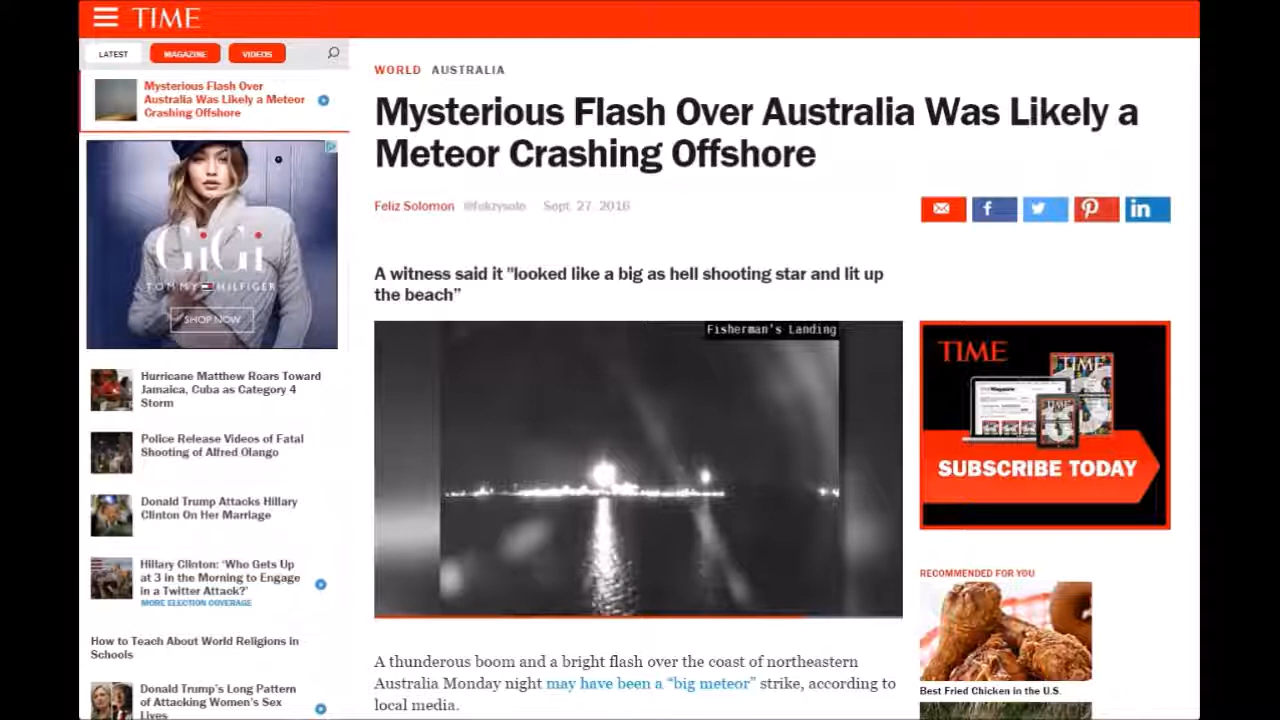 TIME
LATEST
MAGAZINE
VIDEOS
Mysterious Flash Over
Australia Was Likely a Meteor
Crashing Offshore
GiGi
TOMMY HILFIGER
SHOP NOW
Hurricane Matthew Roars Toward
Jamaica, Cuba as Category 4
Storm
Police Release Videos of Fatal
Shooting of Alfred Olango
Donald Trump Attacks Hillary
Clinton On Her Marriage
Hillary Clinton: ‘Who Gets Up
at 3 in the Morning to Engage
in a Twitter Attack?’
MORE ELECTION COVERAGE
How to Teach About World Religions in
Schools
Donald Trump’s Long Pattern
of Attacking Women’s Sex
Lives
WORLD AUSTRALIA
Mysterious Flash Over Australia Was Likely a
Meteor Crashing Offshore
Feliz Solomon @felizysolo Sept. 27, 2016
A witness said it "looked like a big as hell shooting star and lit up
the beach”
Fisherman's Landing
A thunderous boom and a bright flash over the coast of northeastern
Australia Monday night may have been a “big meteor” strike, according to
local media.
TIME
TIME
SUBSCRIBE TODAY
RECOMMENDED FOR YOU
Best Fried Chicken in the U.S.